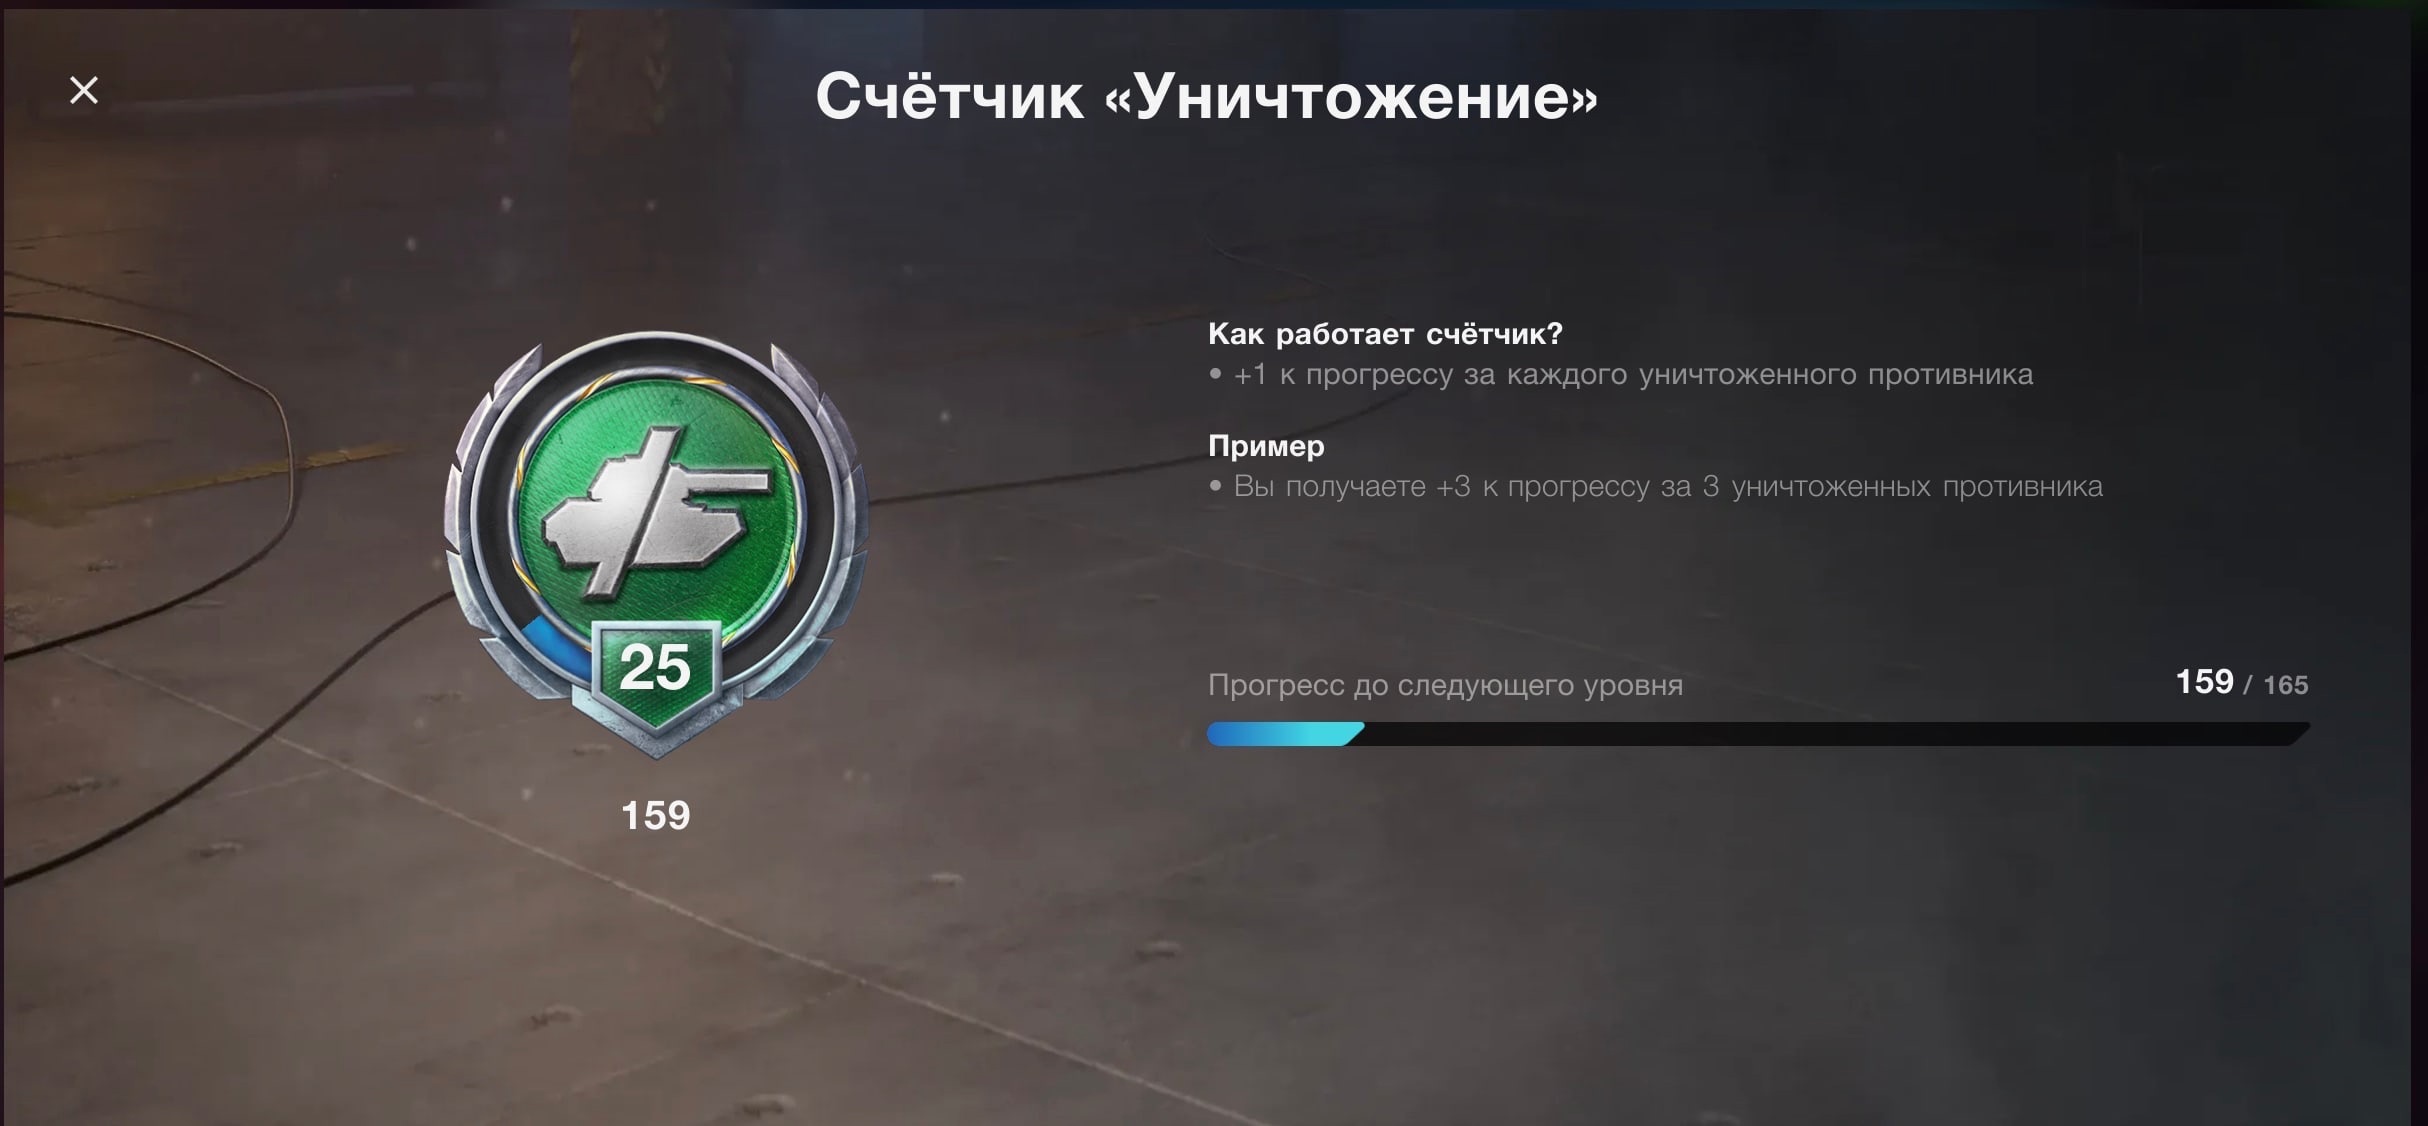 Счётчик «Уничтожение»
Как работает счётчик?
• +1 к прогрессу за каждого уничтоженного противника
Пример
• Вы получаете +3 к прогрессу за 3 уничтоженных противника
25
Прогресс до следующего уровня
159 / 165
159